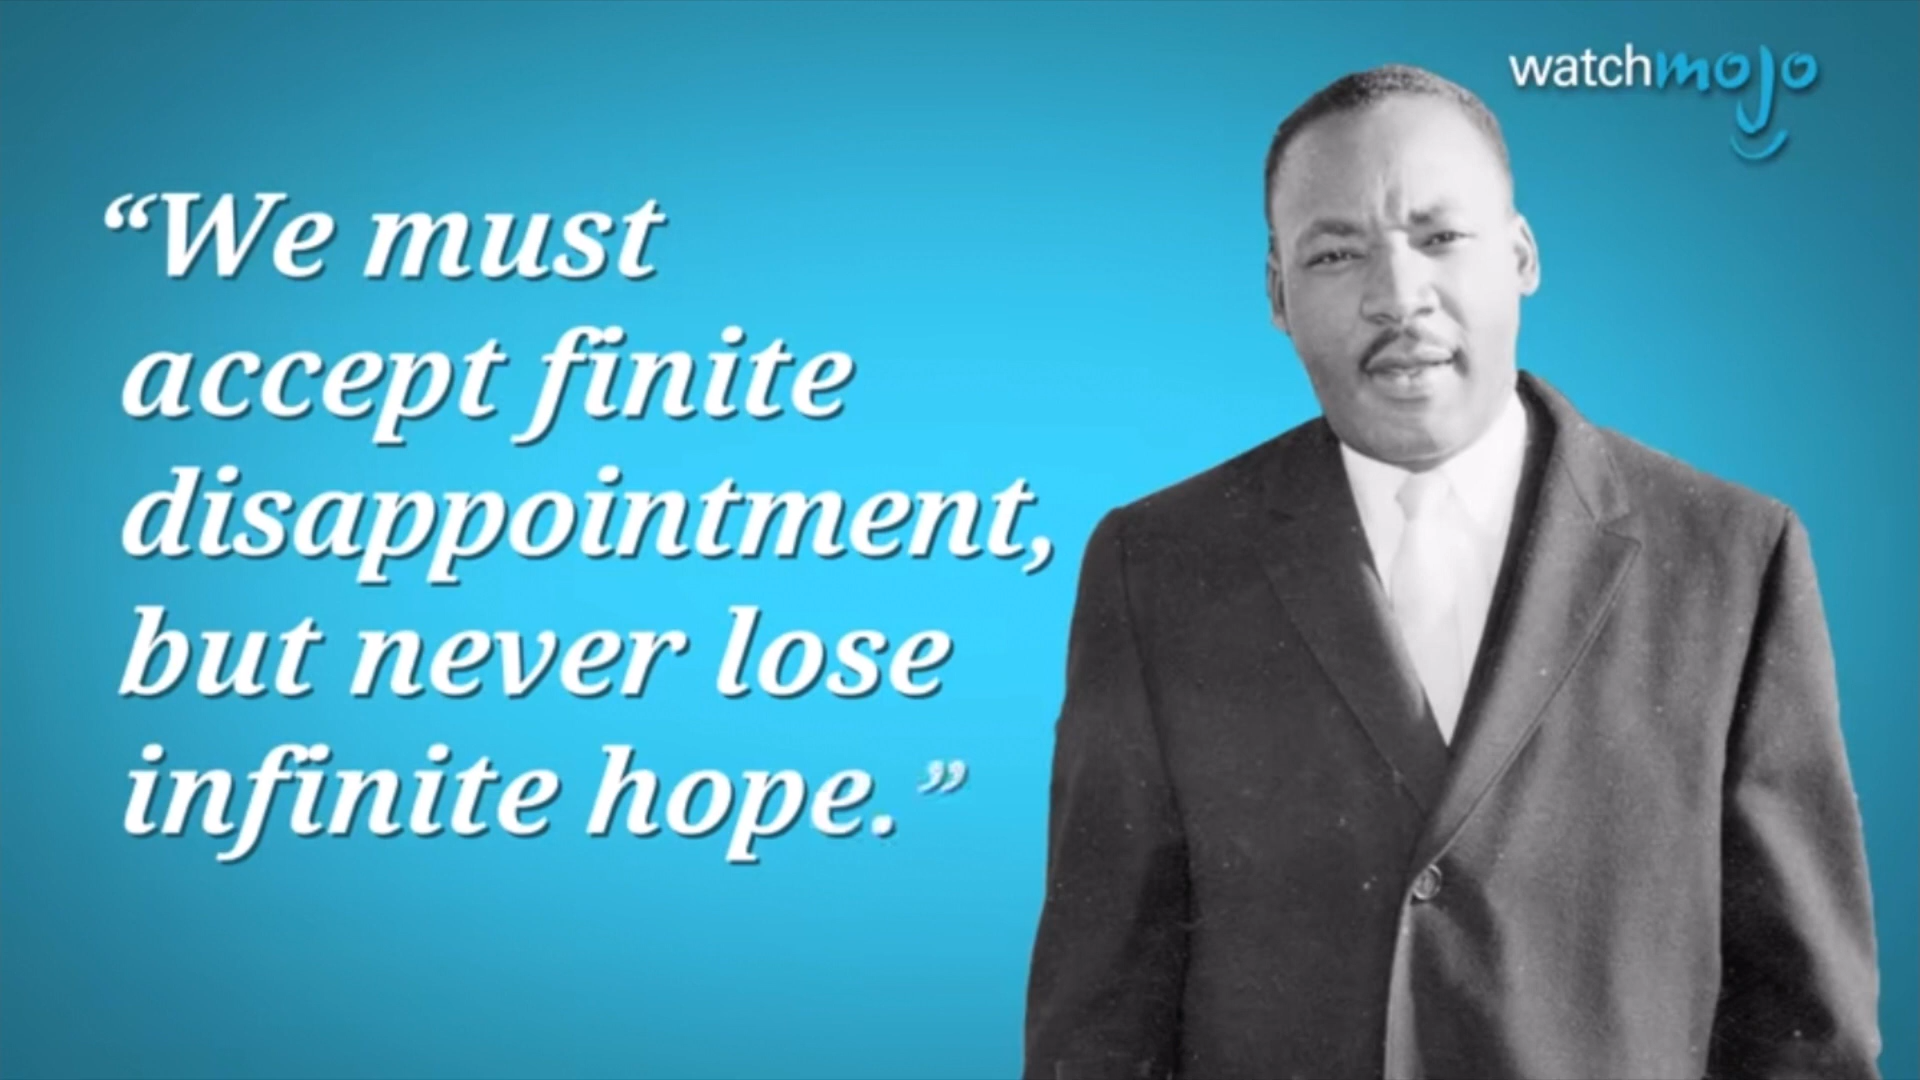 watchmojo
“We must
accept finite
disappointment,
but never lose
infinite hope.”